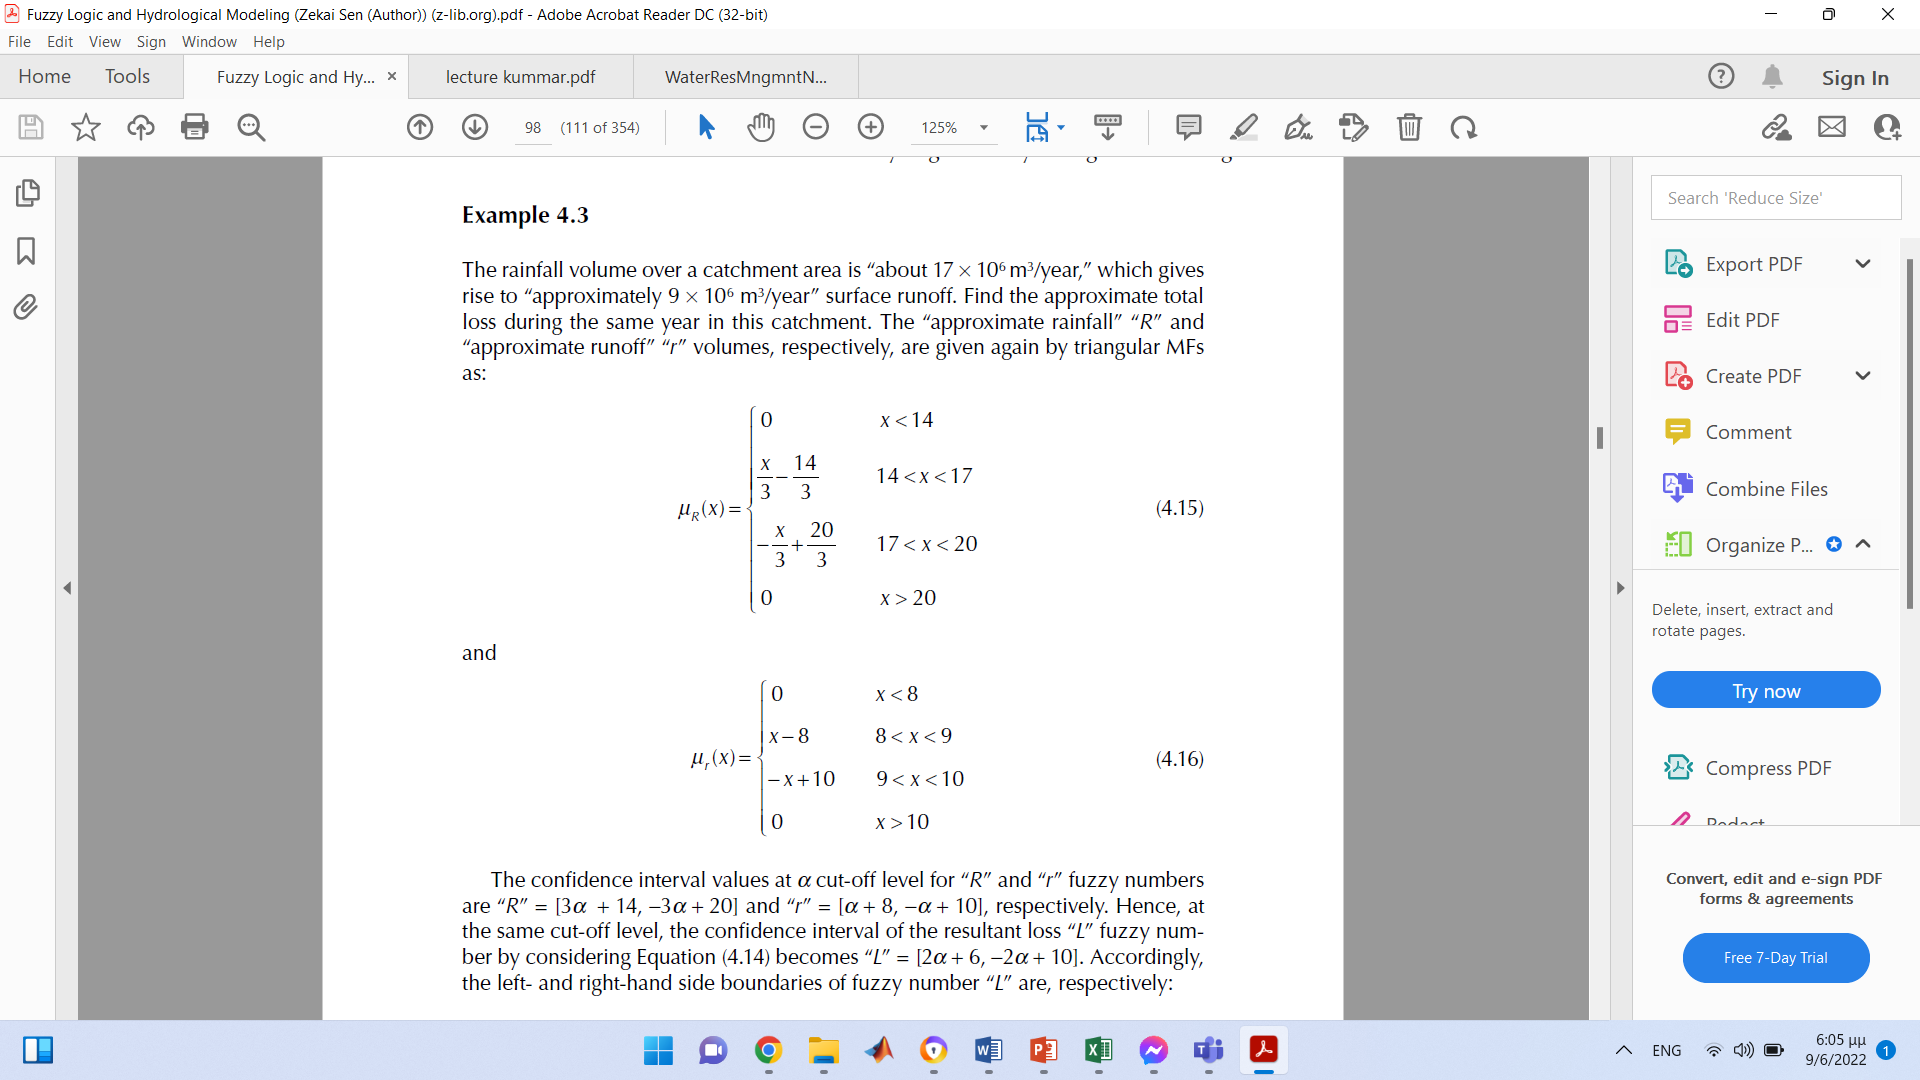 Fuzzy Logic and Hydrological Modeling (Zekai Sen (Author)) (z-lib.org).pdf - Adobe Acrobat Reader DC (32-bit)
File Edit View Sign Window Help
Home Tools Fuzzy Logic and Hy... × lecture kummar.pdf WaterResMngmntN... Sign In
98 (111 of 354) 125%
Example 4.3
The rainfall volume over a catchment area is “about 17 × 10⁶ m³/year,” which gives
rise to “approximately 9 × 10⁶ m³/year” surface runoff. Find the approximate total
loss during the same year in this catchment. The “approximate rainfall” “R” and
“approximate runoff” “r” volumes, respectively, are given again by triangular MFs
as:
0 x < 14
x/3 − 14/3 14 < x < 17
μR(x) = (4.15)
−x/3 + 20/3 17 < x < 20
0 x > 20
and
0 x < 8
x − 8 8 < x < 9
μr(x) = (4.16)
−x + 10 9 < x < 10
0 x > 10
The confidence interval values at α cut-off level for “R” and “r” fuzzy numbers
are “R” = [3α + 14, −3α + 20] and “r” = [α + 8, −α + 10], respectively. Hence, at
the same cut-off level, the confidence interval of the resultant loss “L” fuzzy num-
ber by considering Equation (4.14) becomes “L” = [2α + 6, −2α + 10]. Accordingly,
the left- and right-hand side boundaries of fuzzy number “L” are, respectively:
Search 'Reduce Size'
Export PDF
Edit PDF
Create PDF
Comment
Combine Files
Organize P...
Delete, insert, extract and
rotate pages.
Try now
Compress PDF
Redact
Convert, edit and e-sign PDF
forms & agreements
Free 7-Day Trial
ENG
6:05 μμ
9/6/2022
1